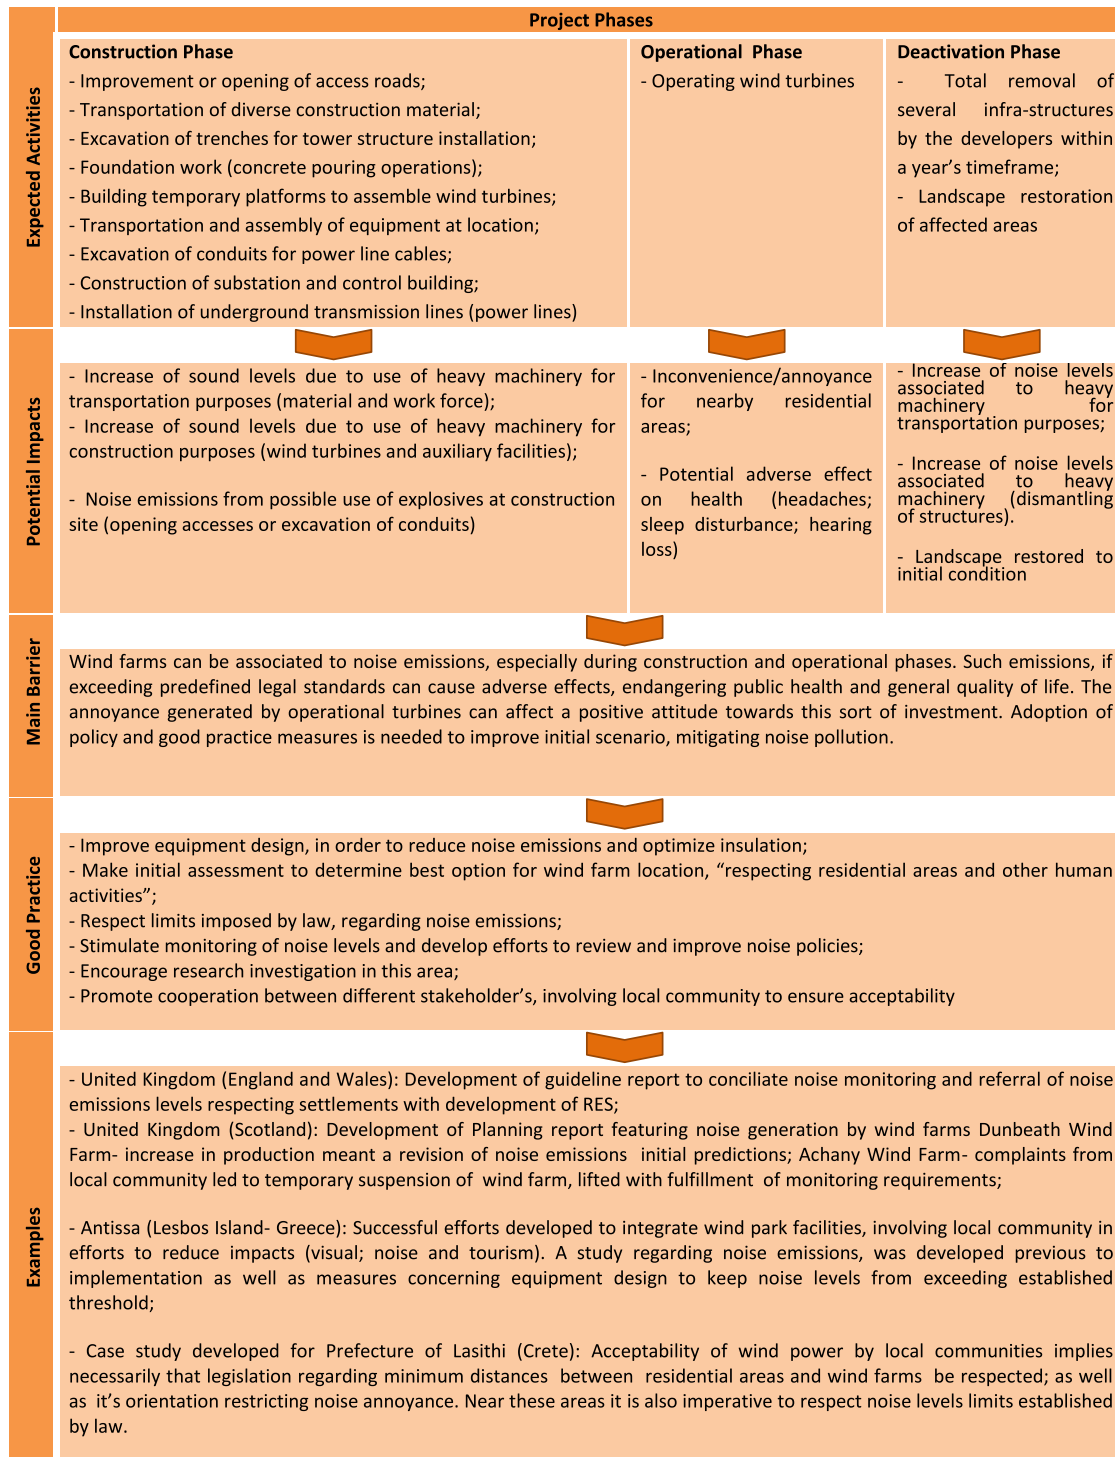 Project Phases
Expected Activities
Construction Phase
- Improvement or opening of access roads;
- Transportation of diverse construction material;
- Excavation of trenches for tower structure installation;
- Foundation work (concrete pouring operations);
- Building temporary platforms to assemble wind turbines;
- Transportation and assembly of equipment at location;
- Excavation of conduits for power line cables;
- Construction of substation and control building;
- Installation of underground transmission lines (power lines)
Operational Phase
- Operating wind turbines
Deactivation Phase
- Total removal of
several infra-structures
by the developers within
a year’s timeframe;
- Landscape restoration
of affected areas
Potential Impacts
- Increase of sound levels due to use of heavy machinery for
transportation purposes (material and work force);
- Increase of sound levels due to use of heavy machinery for
construction purposes (wind turbines and auxiliary facilities);
- Noise emissions from possible use of explosives at construction
site (opening accesses or excavation of conduits)
- Inconvenience/annoyance
for nearby residential
areas;
- Potential adverse effect
on health (headaches;
sleep disturbance; hearing
loss)
- Increase of noise levels
associated to heavy
machinery for
transportation purposes;
- Increase of noise levels
associated to heavy
machinery (dismantling
of structures).
- Landscape restored to
initial condition
Main Barrier
Wind farms can be associated to noise emissions, especially during construction and operational phases. Such emissions, if
exceeding predefined legal standards can cause adverse effects, endangering public health and general quality of life. The
annoyance generated by operational turbines can affect a positive attitude towards this sort of investment. Adoption of
policy and good practice measures is needed to improve initial scenario, mitigating noise pollution.
Good Practice
- Improve equipment design, in order to reduce noise emissions and optimize insulation;
- Make initial assessment to determine best option for wind farm location, “respecting residential areas and other human
activities”;
- Respect limits imposed by law, regarding noise emissions;
- Stimulate monitoring of noise levels and develop efforts to review and improve noise policies;
- Encourage research investigation in this area;
- Promote cooperation between different stakeholder’s, involving local community to ensure acceptability
Examples
- United Kingdom (England and Wales): Development of guideline report to conciliate noise monitoring and referral of noise
emissions levels respecting settlements with development of RES;
- United Kingdom (Scotland): Development of Planning report featuring noise generation by wind farms Dunbeath Wind
Farm- increase in production meant a revision of noise emissions initial predictions; Achany Wind Farm- complaints from
local community led to temporary suspension of wind farm, lifted with fulfillment of monitoring requirements;
- Antissa (Lesbos Island- Greece): Successful efforts developed to integrate wind park facilities, involving local community in
efforts to reduce impacts (visual; noise and tourism). A study regarding noise emissions, was developed previous to
implementation as well as measures concerning equipment design to keep noise levels from exceeding established
threshold;
- Case study developed for Prefecture of Lasithi (Crete): Acceptability of wind power by local communities implies
necessarily that legislation regarding minimum distances between residential areas and wind farms be respected; as well
as it’s orientation restricting noise annoyance. Near these areas it is also imperative to respect noise levels limits established
by law.